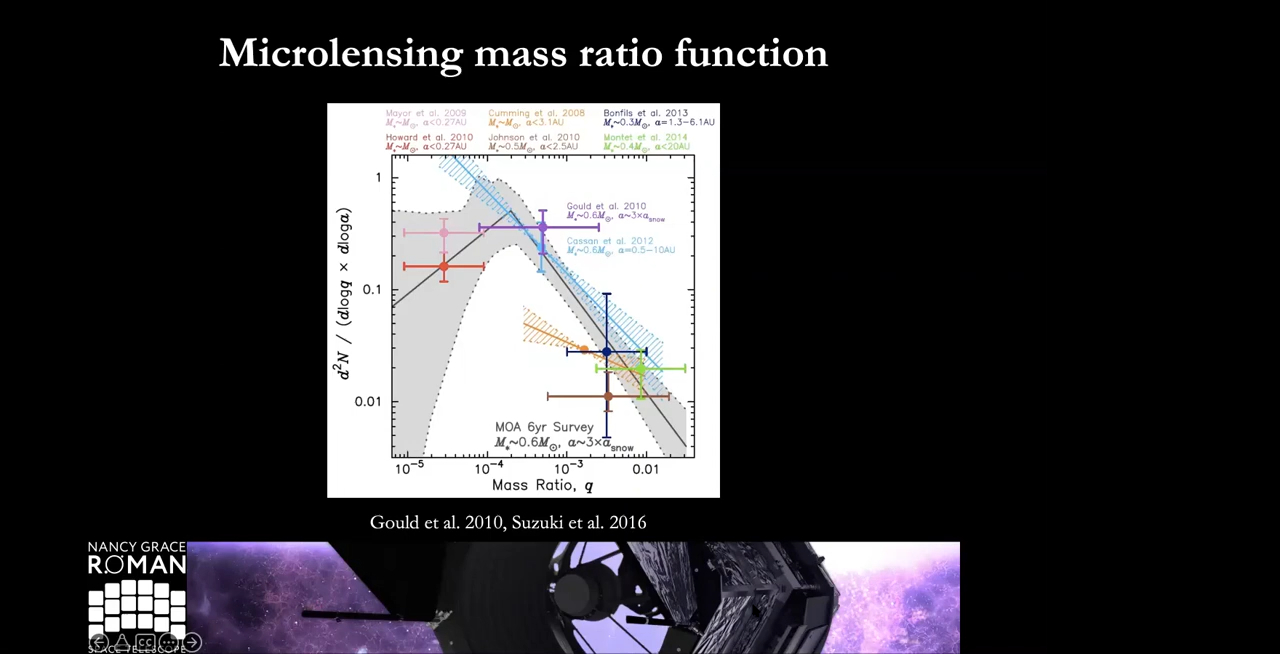 Microlensing mass ratio function
Mayor et al. 2009
M*~M☉, a<0.27AU
Cumming et al. 2008
M*~M☉, a<3.1AU
Bonfils et al. 2013
M*~0.3M☉, a=1.3−6.1AU
Howard et al. 2010
M*~M☉, a<0.27AU
Johnson et al. 2010
M*~0.5M☉, a<2.5AU
Montet et al. 2014
M*~0.4M☉, a<20AU
d²N / (dlogq × dloga)
1
0.1
0.01
Gould et al. 2010
M*~0.6M☉, a~3×a_snow
Cassan et al. 2012
M*~0.6M☉, a=0.5−10AU
MOA 6yr Survey
M*~0.6M☉, a~3×a_snow
10⁻⁵
10⁻⁴
10⁻³
0.01
Mass Ratio, q
Gould et al. 2010, Suzuki et al. 2016
NANCY GRACE
ROMAN
SPACE TELESCOPE
CC